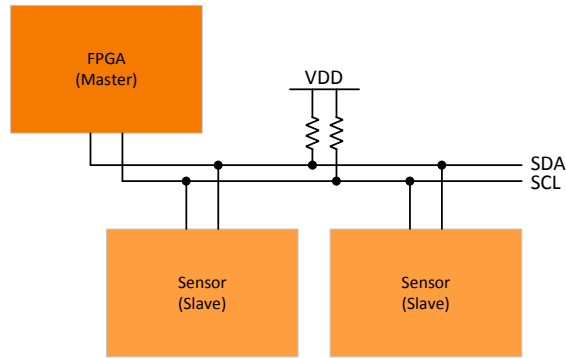 FPGA
(Master)
VDD
SDA
SCL
Sensor
(Slave)
Sensor
(Slave)